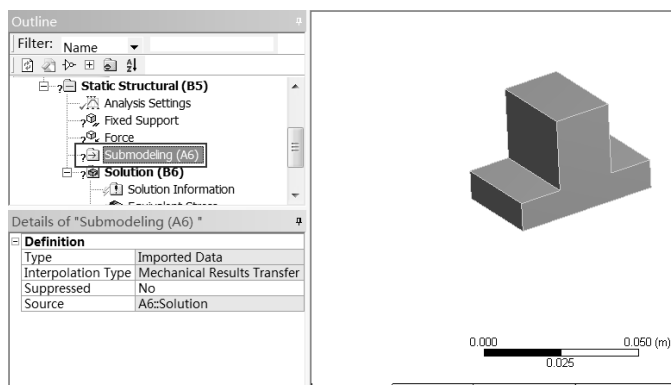 Outline
Filter: Name
Static Structural (B5)
Analysis Settings
Fixed Support
Force
Submodeling (A6)
Solution (B6)
Solution Information
Equivalent Stress
Details of "Submodeling (A6) "
Definition
Type Imported Data
Interpolation Type Mechanical Results Transfer
Suppressed No
Source A6::Solution
0.000 0.050 (m)
0.025